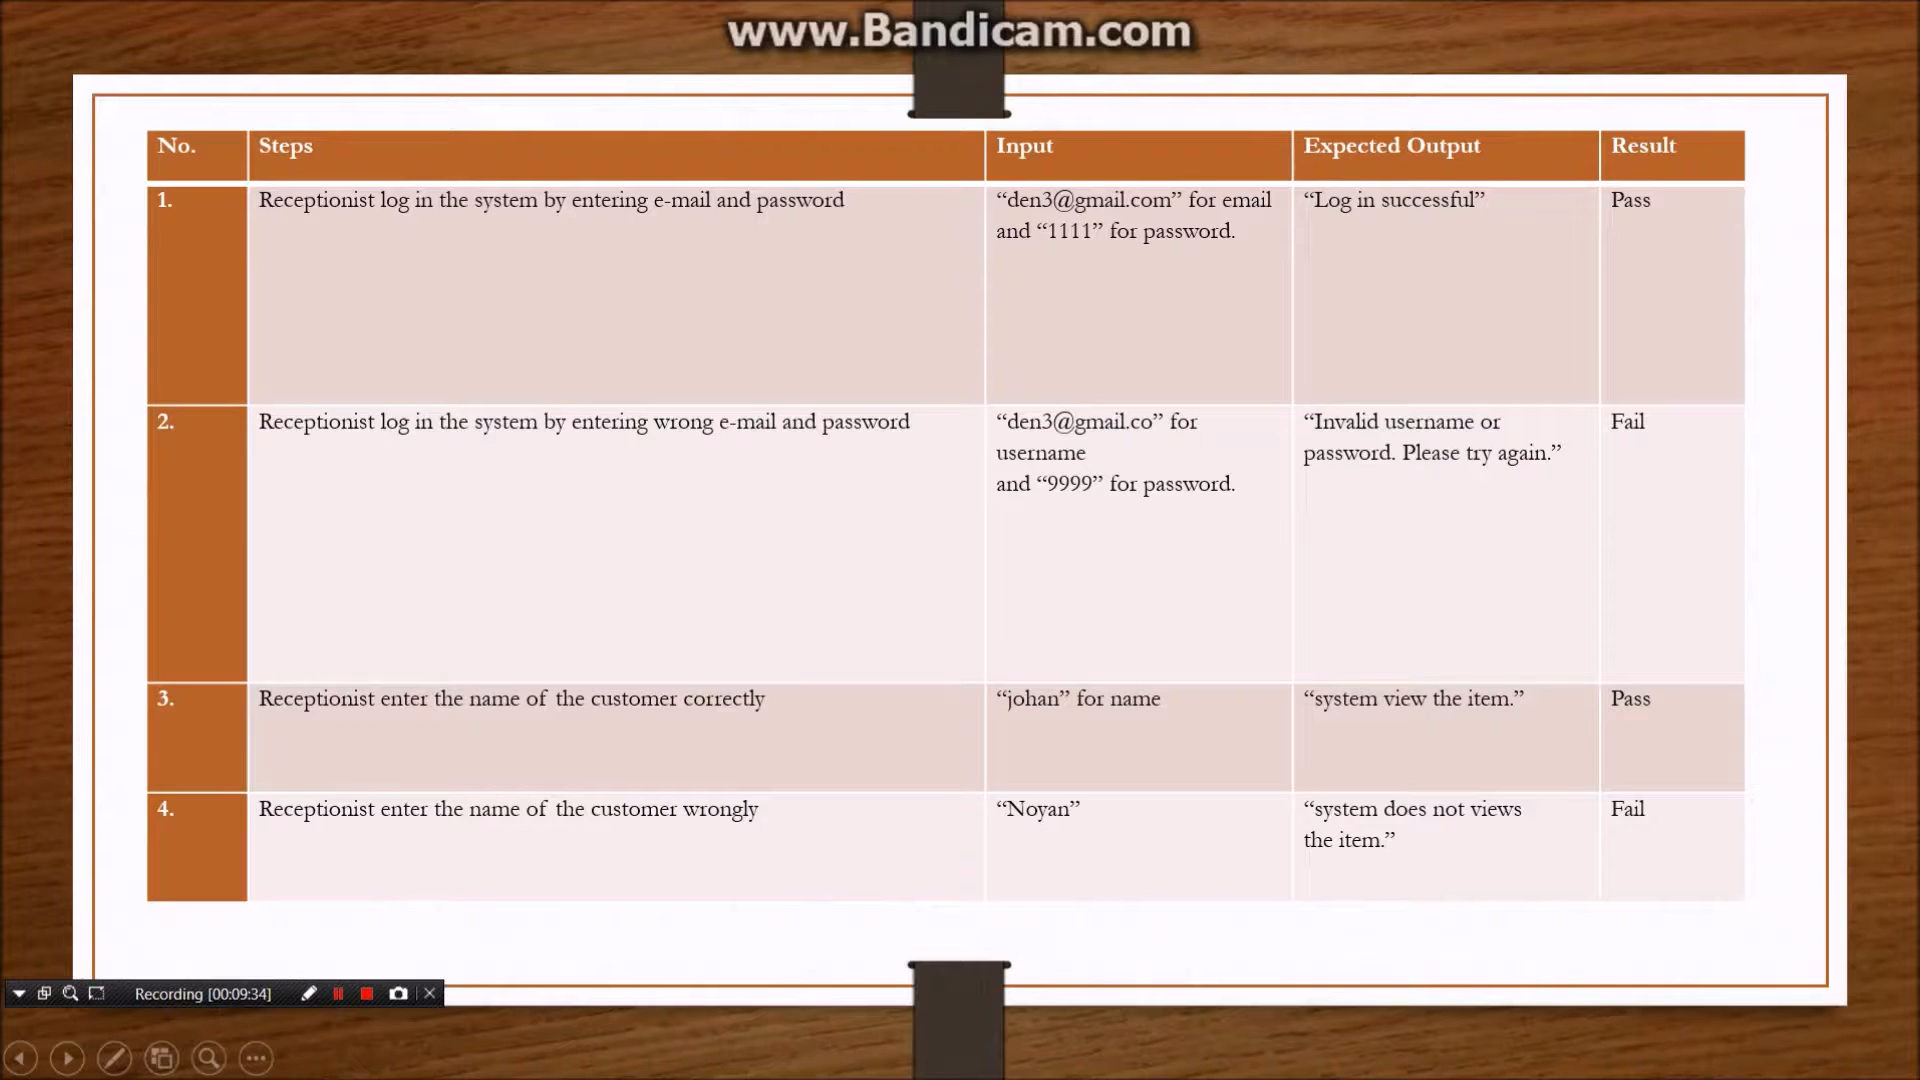 www.Bandicam.com
No. Steps Input Expected Output Result
1. Receptionist log in the system by entering e-mail and password “den3@gmail.com” for email “Log in successful” Pass
and “1111” for password.
2. Receptionist log in the system by entering wrong e-mail and password “den3@gmail.co” for “Invalid username or Fail
username password. Please try again.”
and “9999” for password.
3. Receptionist enter the name of the customer correctly “johan” for name “system view the item.” Pass
4. Receptionist enter the name of the customer wrongly “Noyan” “system does not views Fail
the item.”
Recording [00:09:34]